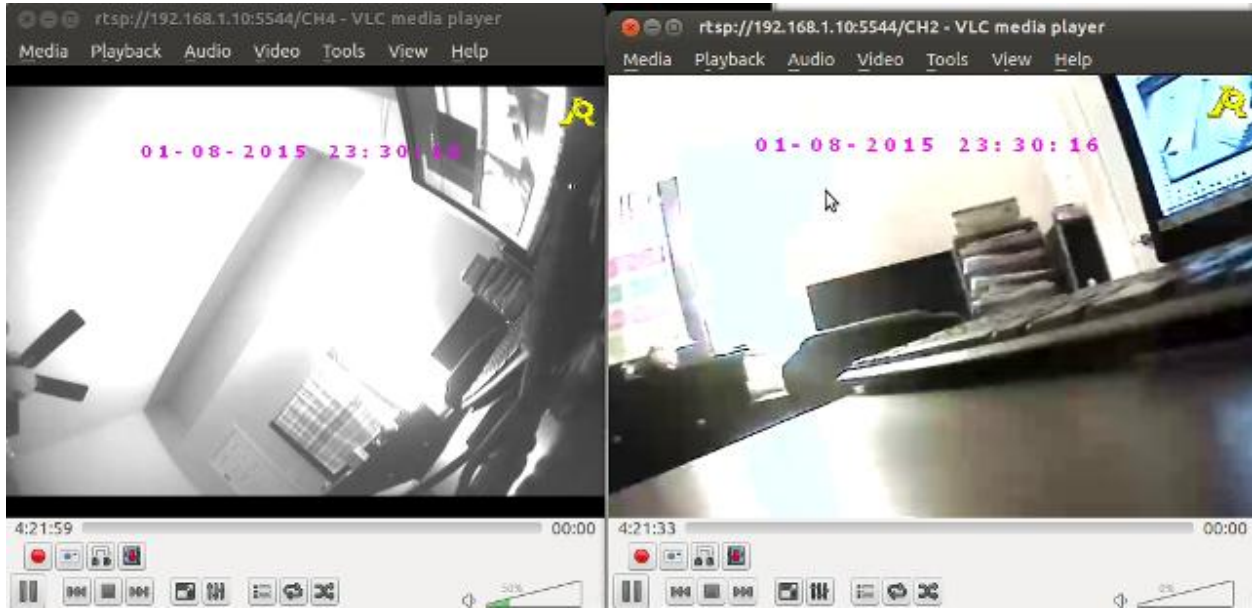 rtsp://192.168.1.10:5544/CH4 - VLC media player
Media Playback Audio Video Tools View Help
01-08-2015 23:30:
4:21:59 00:00
50%
rtsp://192.168.1.10:5544/CH2 - VLC media player
Media Playback Audio Video Tools View Help
01-08-2015 23:30:16
4:21:33 00:00
0%